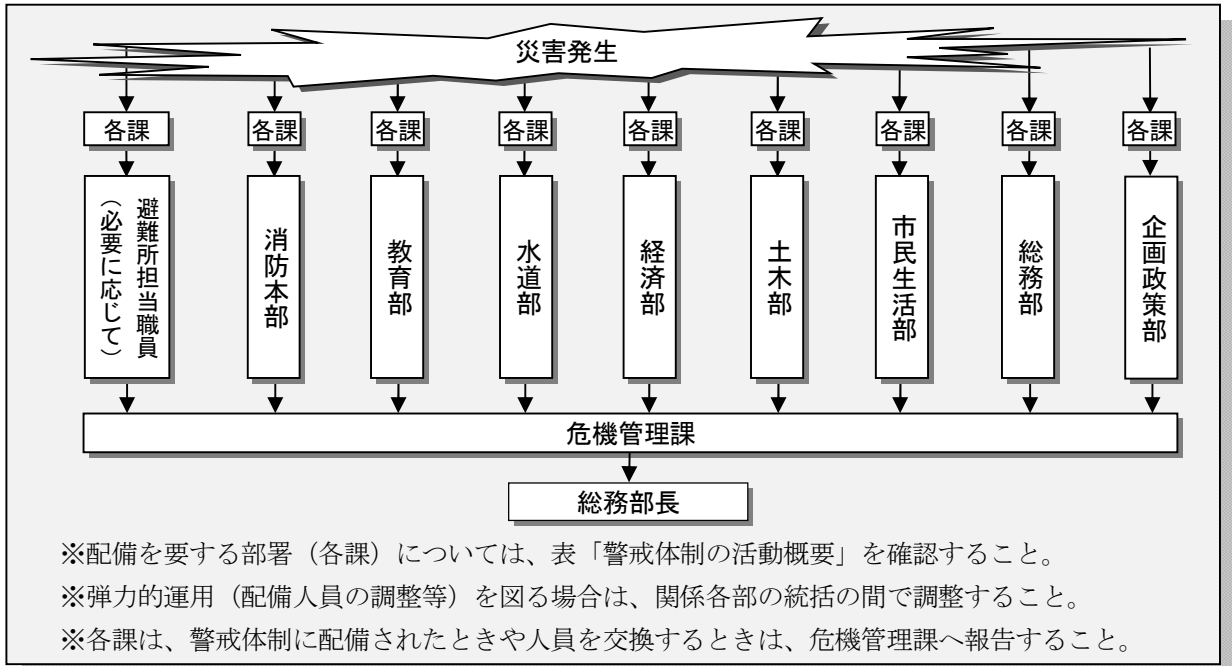 災害発生
各課
各課
各課
各課
各課
各課
各課
各課
各課
避難所担当職員
（必要に応じて）
消防本部
教育部
水道部
経済部
土木部
市民生活部
総務部
企画政策部
危機管理課
総務部長
※配備を要する部署（各課）については、表「警戒体制の活動概要」を確認すること。
※弾力的運用（配備人員の調整等）を図る場合は、関係各部の統括の間で調整すること。
※各課は、警戒体制に配備されたときや人員を交換するときは、危機管理課へ報告すること。